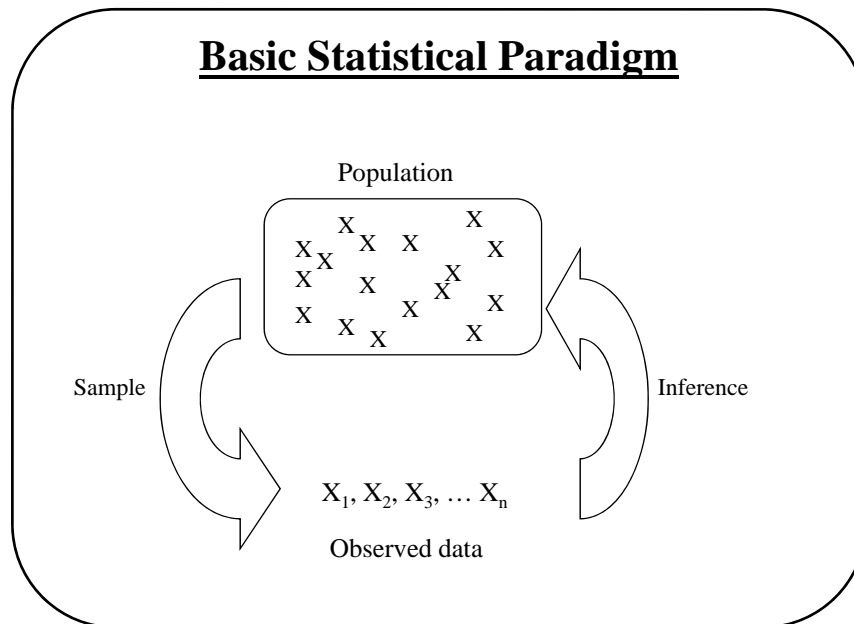 Basic Statistical Paradigm
Population
X X
X X X X
X
X X
X X
X X
X X
X X
X
Sample
Inference
X₁, X₂, X₃, … Xₙ
Observed data